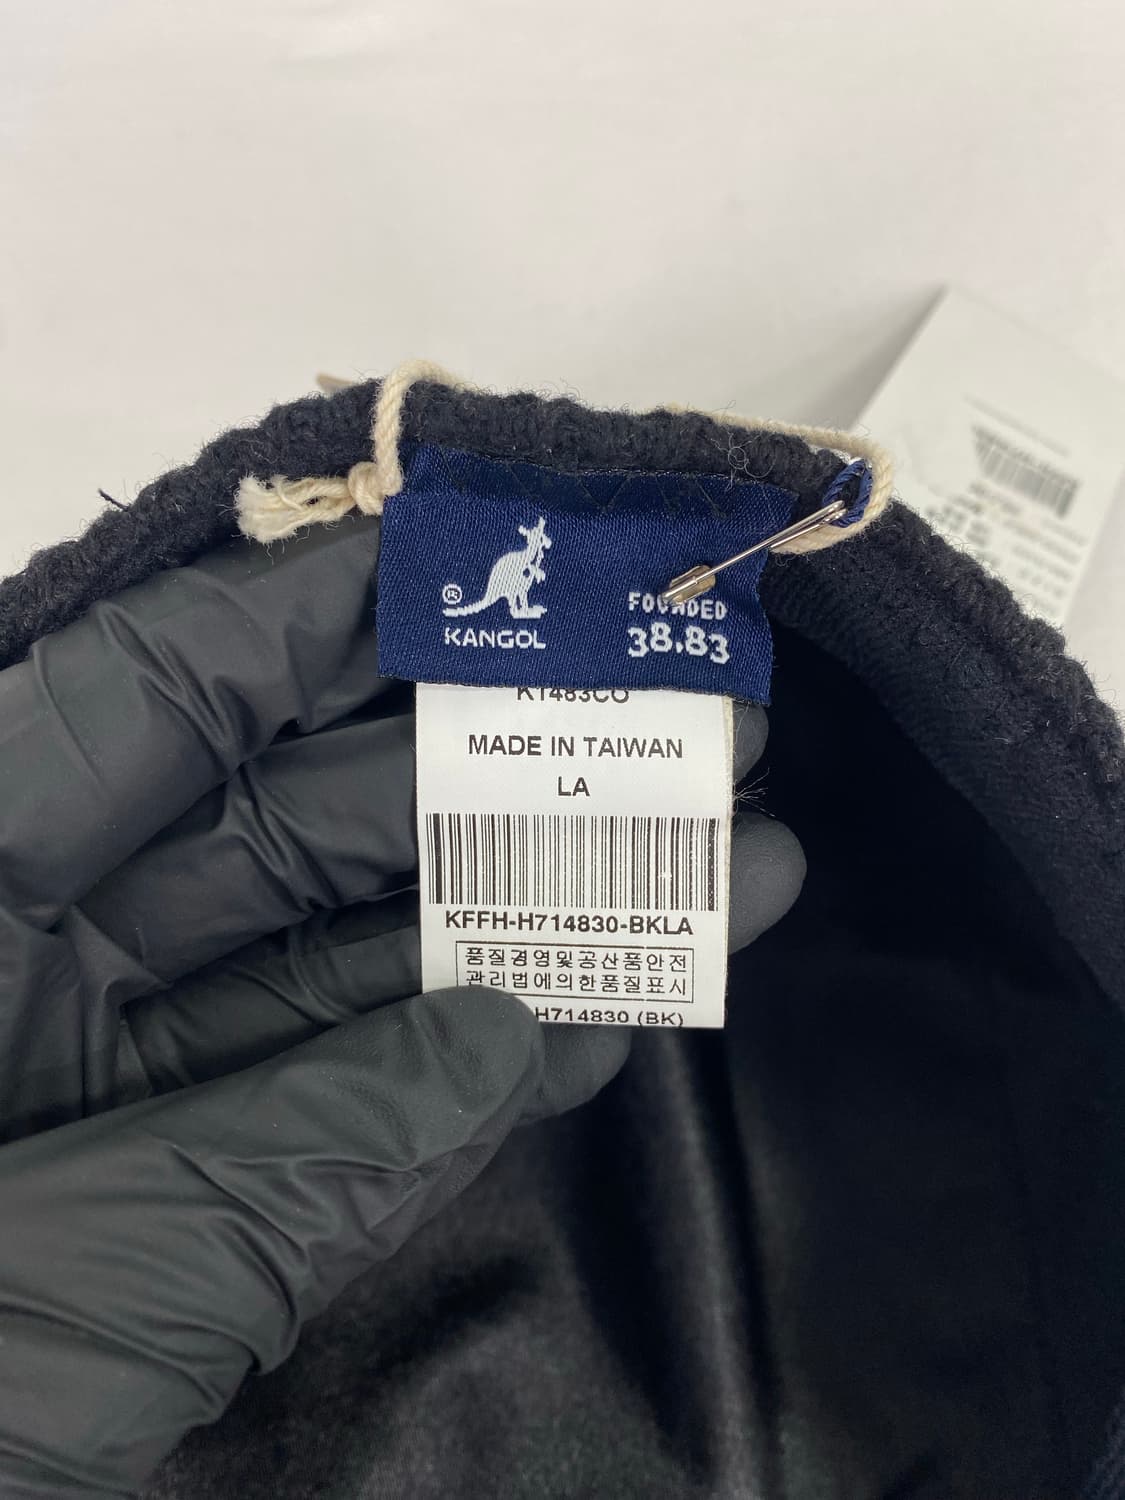 ®
KANGOL
FOUNDED
38.83
K1483CO
MADE IN TAIWAN
LA
KFFH-H714830-BKLA
품질경영및공산품안전
관리법에의한품질표시
H714830 (BK)